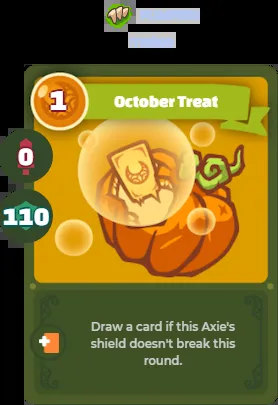 1
October Treat
0
110
Draw a card if this Axie's
shield doesn't break this
round.